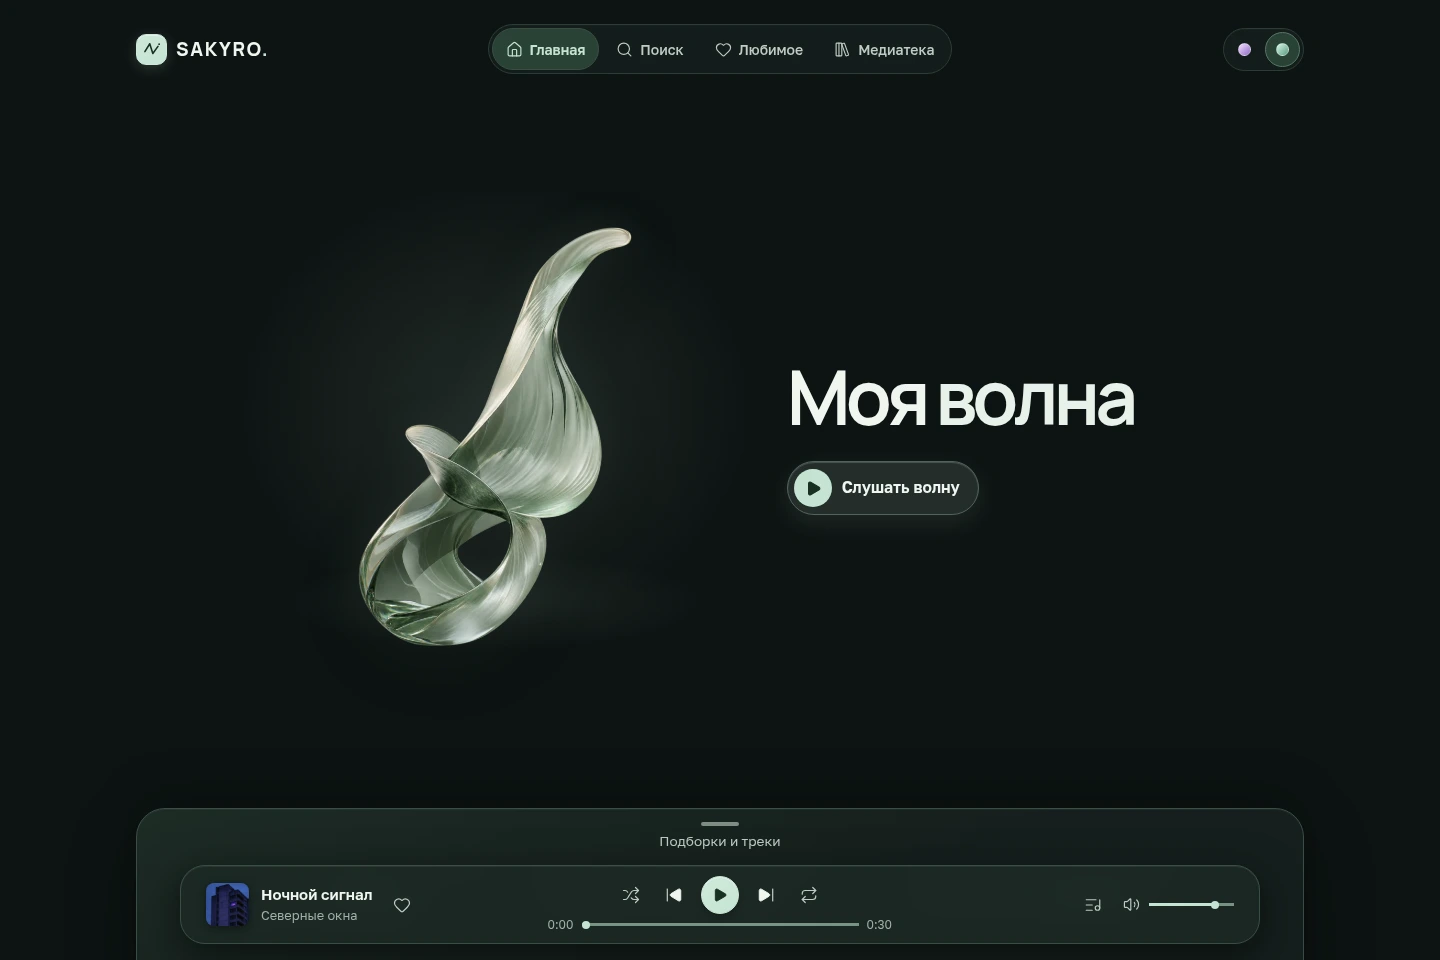 SAKYRO.
Главная
Поиск
Любимое
Медиатека
Моя волна
Слушать волну
Подборки и треки
Ночной сигнал
Северные окна
0:00
0:30